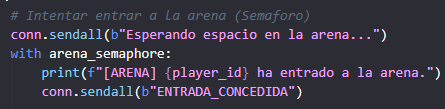 # Intentar entrar a la arena (Semaforo)
conn.sendall(b"Esperando espacio en la arena...")
with arena_semaphore:
    print(f"[ARENA] {player_id} ha entrado a la arena.")
    conn.sendall(b"ENTRADA_CONCEDIDA")